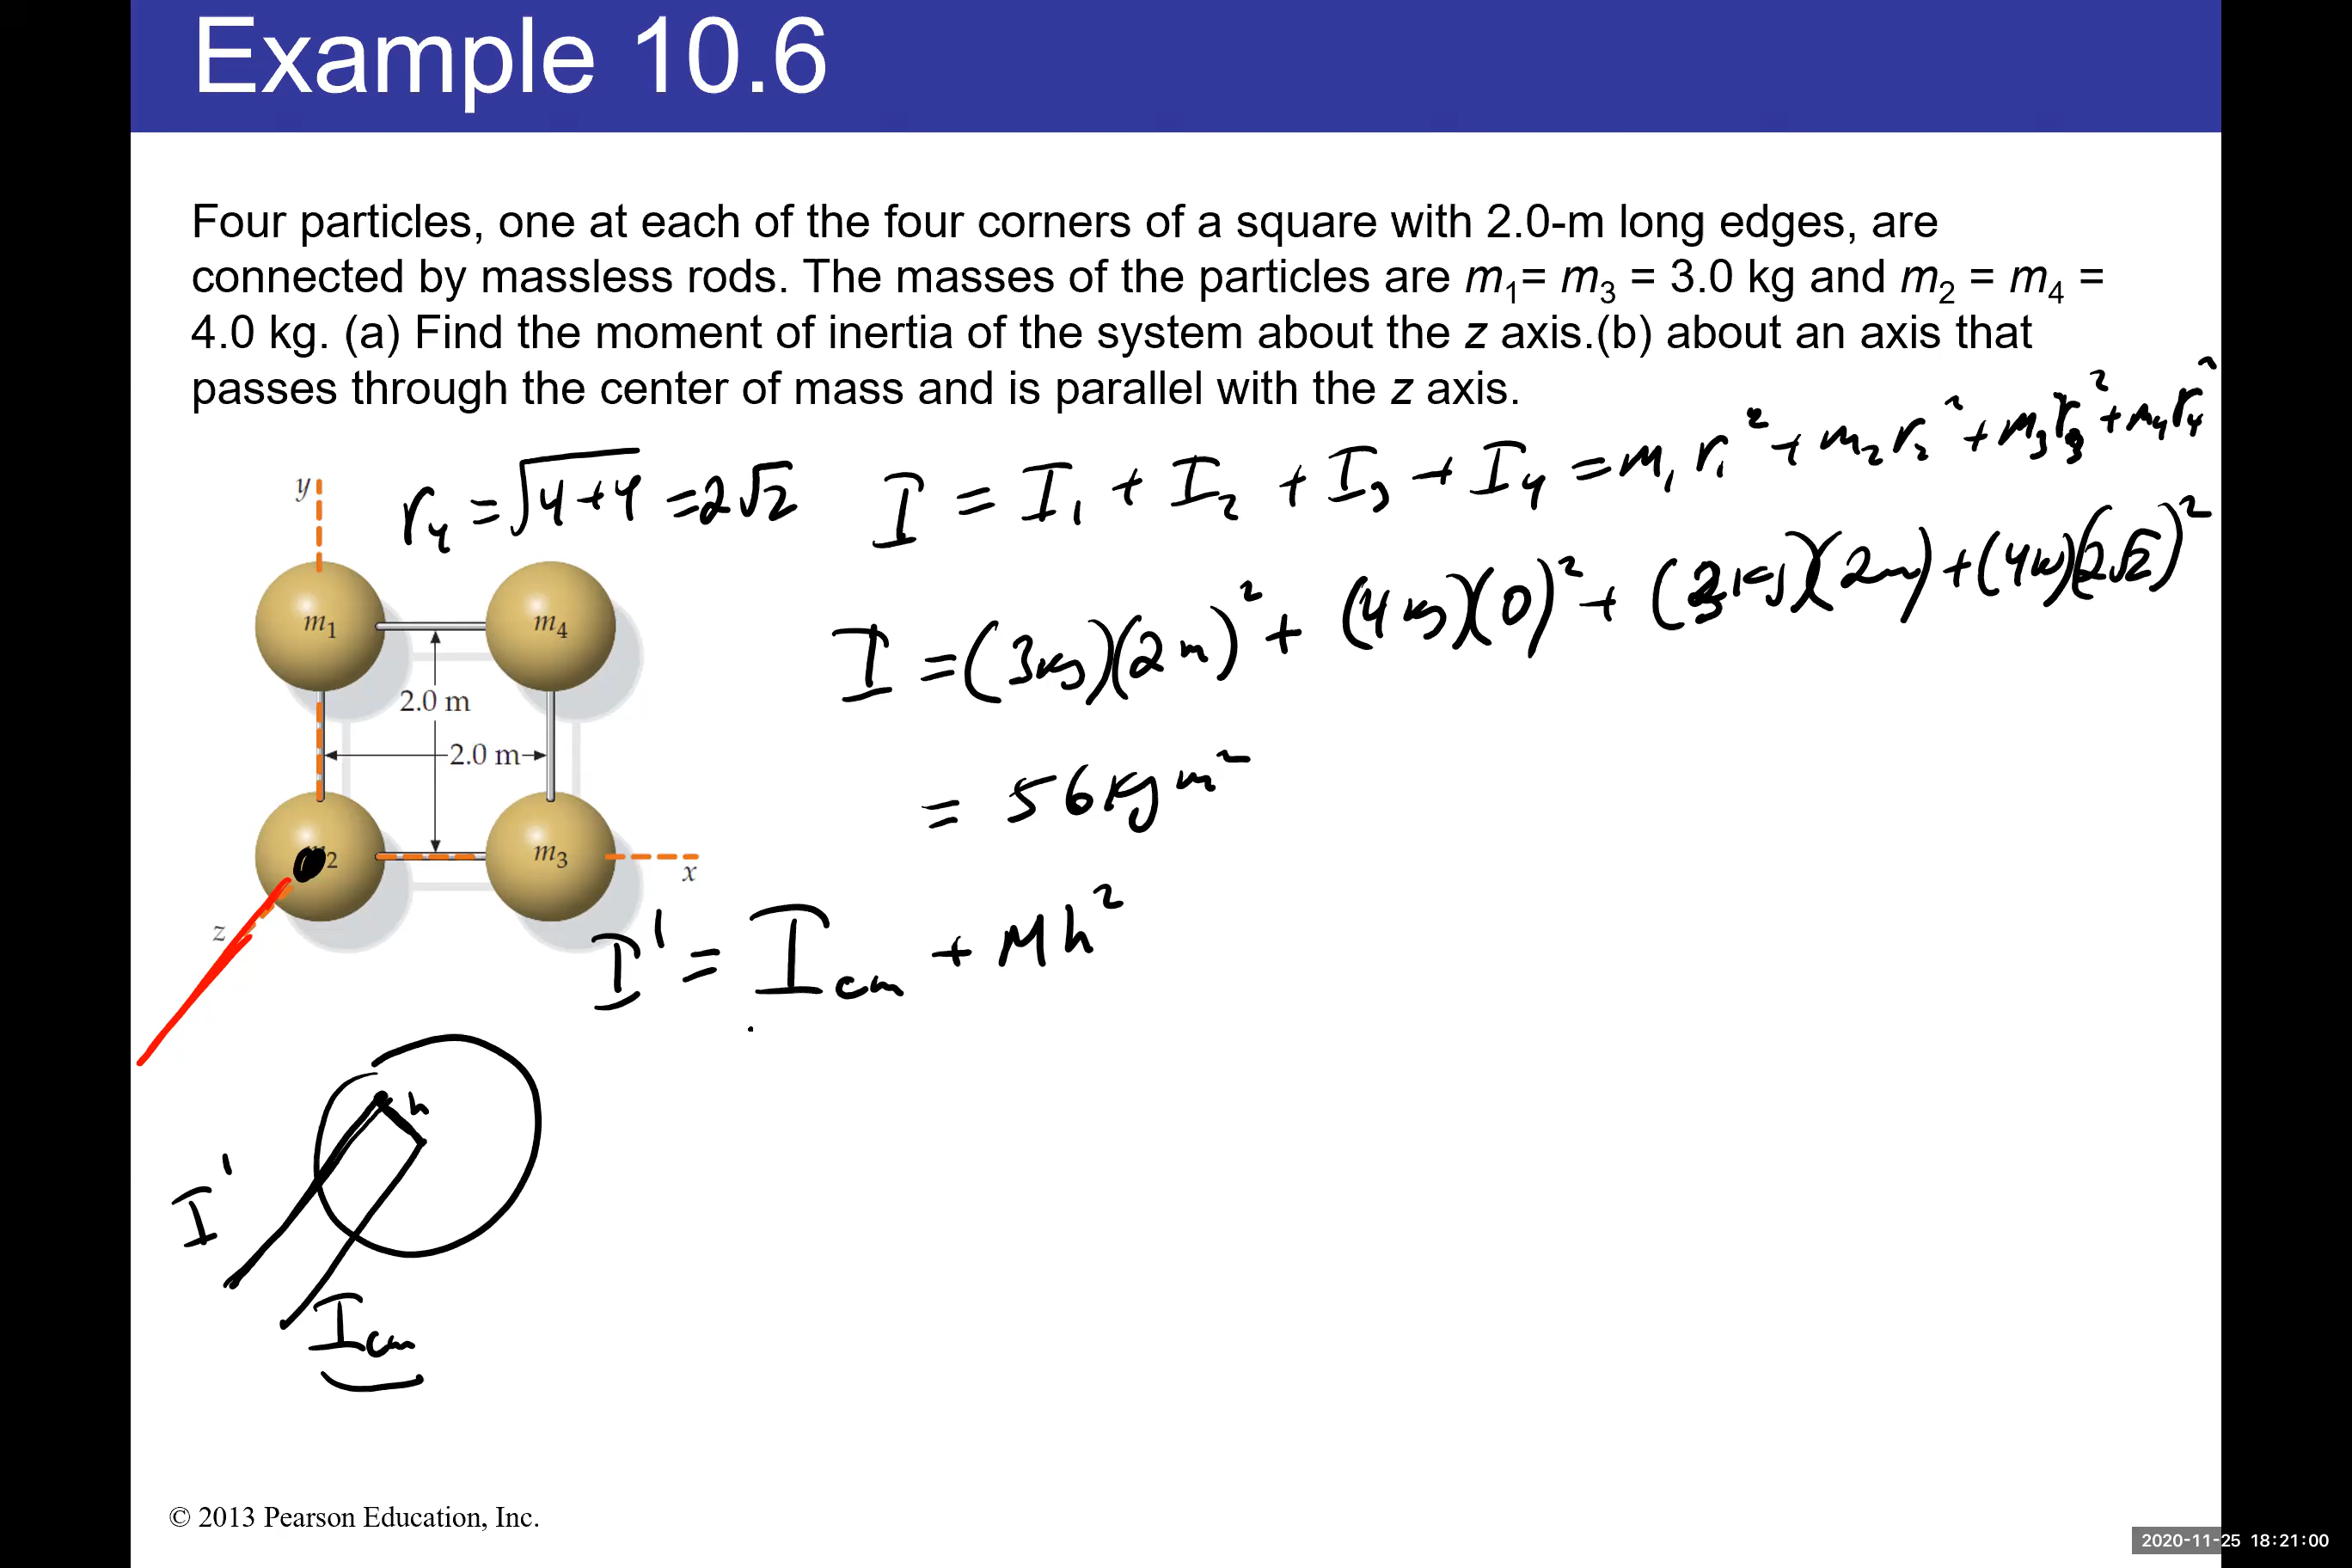 Example 10.6
Four particles, one at each of the four corners of a square with 2.0-m long edges, are
connected by massless rods. The masses of the particles are m₁= m₃ = 3.0 kg and m₂ = m₄ =
4.0 kg. (a) Find the moment of inertia of the system about the z axis.(b) about an axis that
passes through the center of mass and is parallel with the z axis.
r₄ = √4+4 = 2√2
I = I₁ + I₂ + I₃ + I₄ = m₁r₁² + m₂r₂² + m₃r₃² + m₄r₄²
I = (3kg)(2m)² + (4kg)(0)² + (3kg)(2m) + (4kg)(2√2)²
= 56 kg m²
y
m₁
m₄
2.0 m
2.0 m
2
m₃
x
z
I' = Icm + Mh²
h
I'
Icm
© 2013 Pearson Education, Inc.
2020-11-25 18:21:00